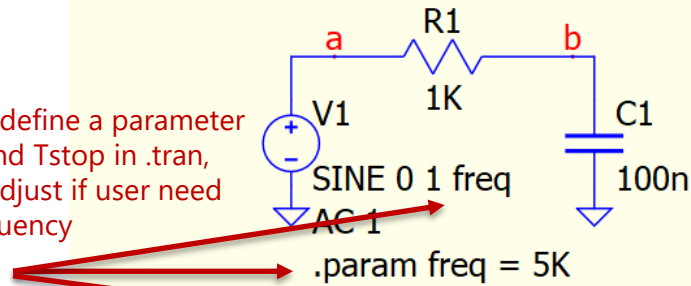 a
R1
b
define a parameter
nd Tstop in .tran,
djust if user need
uency
V1
1K
C1
SINE 0 1 freq
100n
AC 1
.param freq = 5K